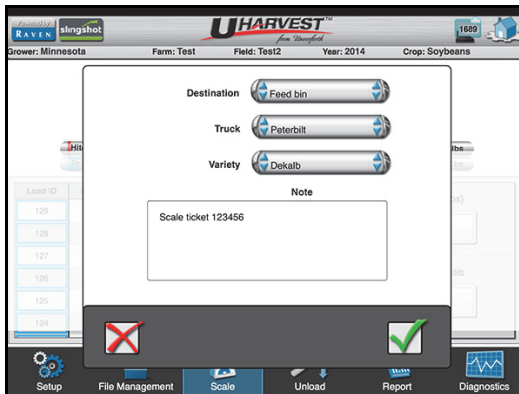 Powered by
RAVEN slingshot
UHARVEST™
from Unverferth
1689
Grower: Minnesota Farm: Test Field: Test2 Year: 2014 Crop: Soybeans
Destination Feed bin
Truck Peterbilt
Variety Dekalb
Note
Scale ticket 123456
Load ID
129
128
127
126
125
124
Setup File Management Scale Unload Report Diagnostics